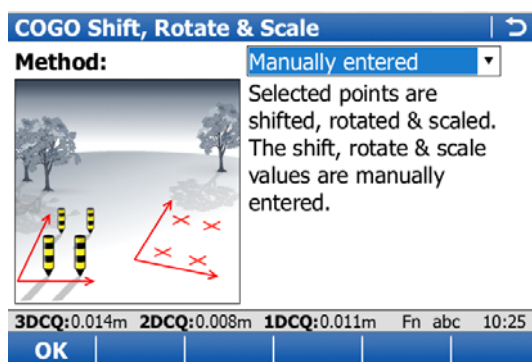 COGO Shift, Rotate & Scale
Method:
Manually entered
Selected points are
shifted, rotated & scaled.
The shift, rotate & scale
values are manually
entered.
3DCQ:0.014m 2DCQ:0.008m 1DCQ:0.011m Fn abc 10:25
OK